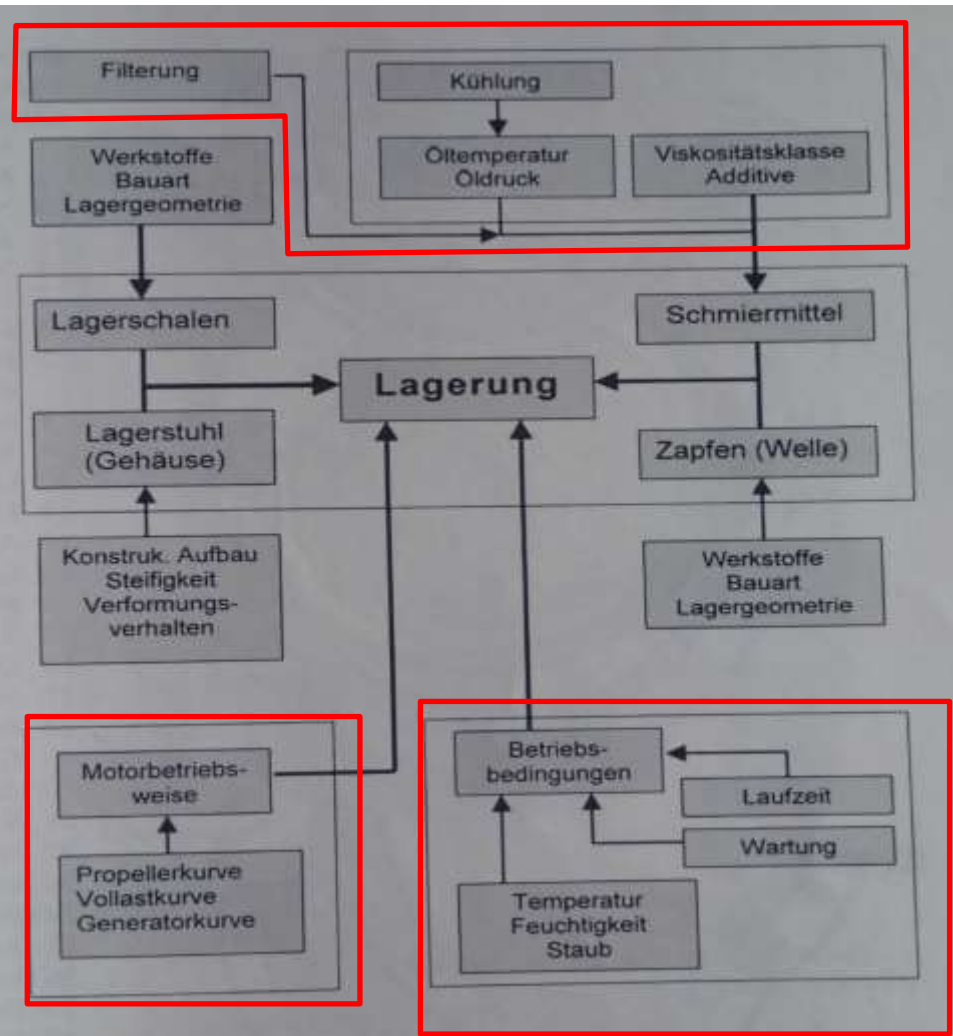 Filterung
Kühlung
Öltemperatur
Öldruck
Viskositätsklasse
Additive
Werkstoffe
Bauart
Lagergeometrie
Lagerschalen
Schmiermittel
Lagerung
Lagerstuhl
(Gehäuse)
Zapfen (Welle)
Konstruk. Aufbau
Steifigkeit
Verformungs-
verhalten
Werkstoffe
Bauart
Lagergeometrie
Motorbetriebs-
weise
Propellerkurve
Vollastkurve
Generatorkurve
Betriebs-
bedingungen
Laufzeit
Wartung
Temperatur
Feuchtigkeit
Staub